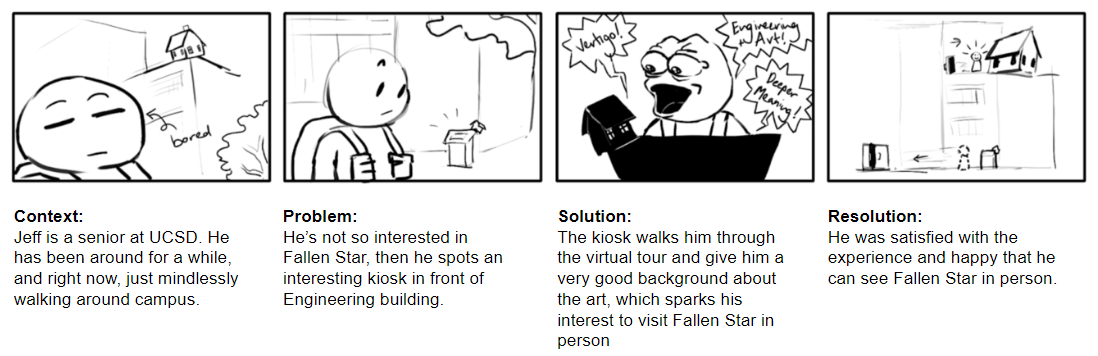 bored
Vertigo!
Engineering
+ Art!
Deeper
Meaning!
Context:
Jeff is a senior at UCSD. He
has been around for a while,
and right now, just mindlessly
walking around campus.
Problem:
He's not so interested in
Fallen Star, then he spots an
interesting kiosk in front of
Engineering building.
Solution:
The kiosk walks him through
the virtual tour and give him a
very good background about
the art, which sparks his
interest to visit Fallen Star in
person
Resolution:
He was satisfied with the
experience and happy that he
can see Fallen Star in person.